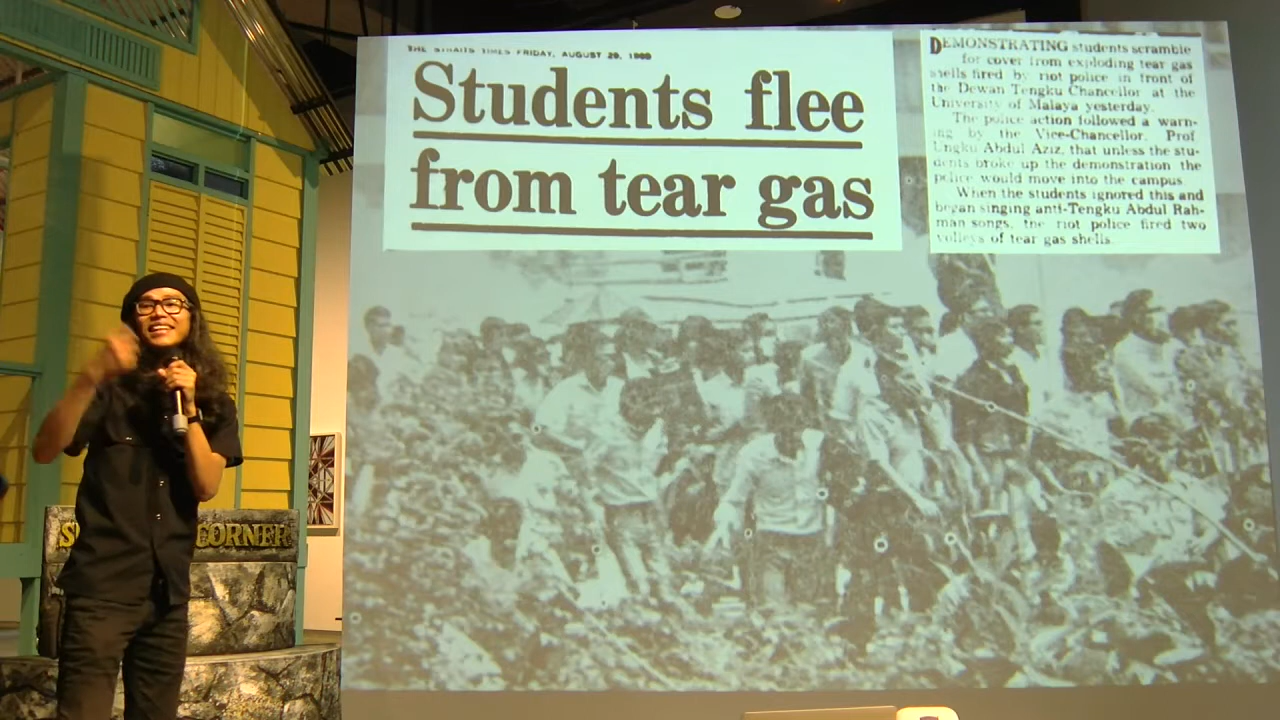 THE STRAITS TIMES FRIDAY, AUGUST 29, 1969
Students flee
from tear gas
DEMONSTRATING students scramble
for cover from exploding tear gas
shells fired by riot police in front of
the Dewan Tengku Chancellor at the
University of Malaya yesterday.
The police action followed a warn-
ing by the Vice-Chancellor, Prof.
Ungku Abdul Aziz, that unless the stu-
dents broke up the demonstration the
police would move into the campus.
When the students ignored this and
began singing anti-Tengku Abdul Rah-
man songs, the riot police fired two
volleys of tear gas shells.
CORNER